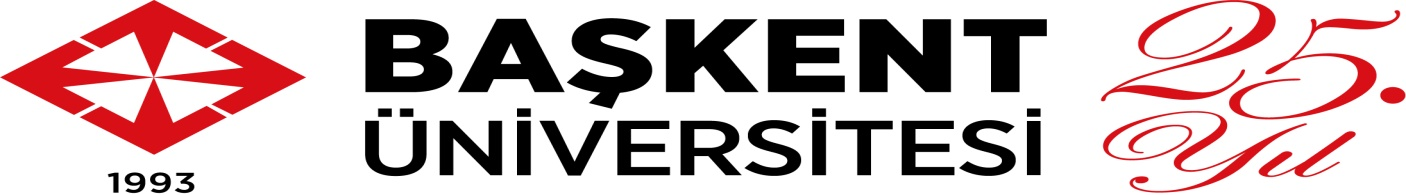 1993
BAŞKENT
ÜNİVERSİTESİ
25.
Yıl